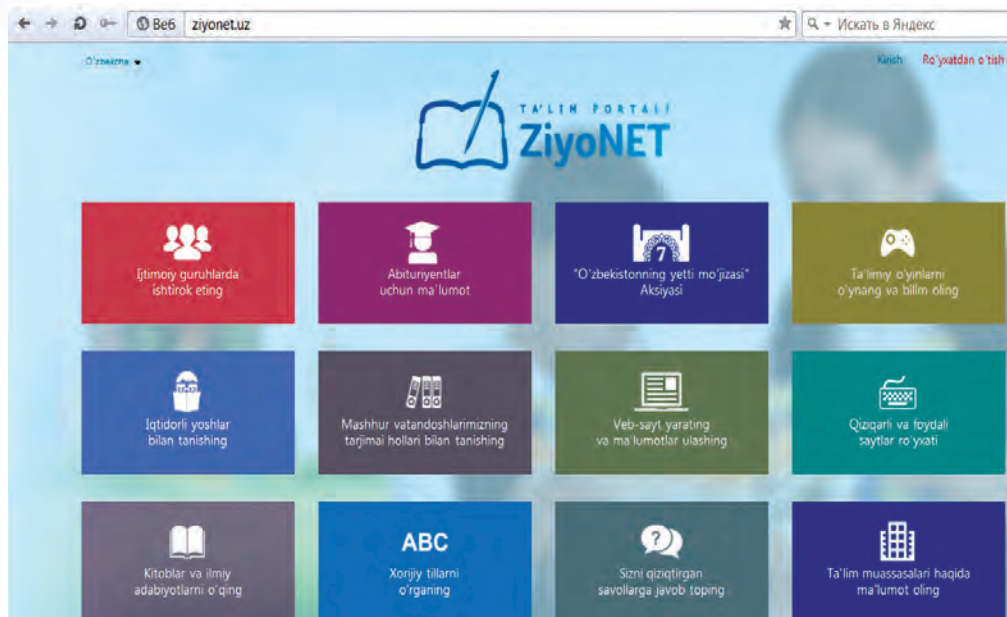 Веб ziyonet.uz
Искать в Яндекс
O'zbekcha
Kirish Ro'yxatdan o'tish
TA'LIM PORTALI
ZiyoNET
Ijtimoiy guruhlarda
ishtirok eting
Abituriyentlar
uchun ma'lumot
7
"O'zbekistonning yetti mo'jizasi"
Aksiyasi
Ta'limiy o'yinlarni
o'ynang va bilim oling
Iqtidorli yoshlar
bilan tanishing
Mashhur vatandoshlarimizning
tarjimai hollari bilan tanishing
Veb-sayt yarating
va ma'lumotlar ulashing
Qiziqarli va foydali
saytlar ro'yxati
Kitoblar va ilmiy
adabiyotlarni o'qing
ABC
Xorijiy tillarni
o'rganing
?
Sizni qiziqtirgan
savollarga javob toping
Ta'lim muassasalari haqida
ma'lumot oling